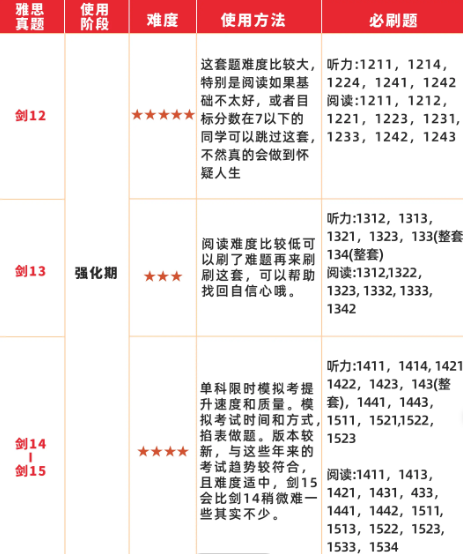 雅思
真题
使用
阶段
难度
使用方法
必刷题
剑12
★★★★★
这套题难度比较大，
特别是阅读如果基
础不太好，或者目
标分数在7以下的
同学可以跳过这套，
不然真的会做到怀
疑人生
听力:1211，1214，
1224，1241，1242
阅读:1211，1212，
1221，1223，1231，
1233，1242，1243
剑13
强化期
★★★
阅读难度比较低可
以刷了难题再来刷
刷这套，可以帮助
找回自信心哦。
听力:1312，1313，
1321，1323，133(整套
134(整套)
阅读:1312,1322，
1323, 1332, 1333,
1342
剑14
-
剑15
★★★★
单科限时模拟考提
升速度和质量。模
拟考试时间和方式，
掐表做题。版本较
新，与这些年来的
考试趋势较符合，
且难度适中，剑15
会比剑14稍微难一
些其实不少。
听力:1411，1414, 1421
1422，1423，143(整
套)，1441，1443，
1511，1521,1522，
1523
阅读:1411，1413，
1421，1431，433，
1441，1442，1511，
1513，1522，1523，
1533，1534